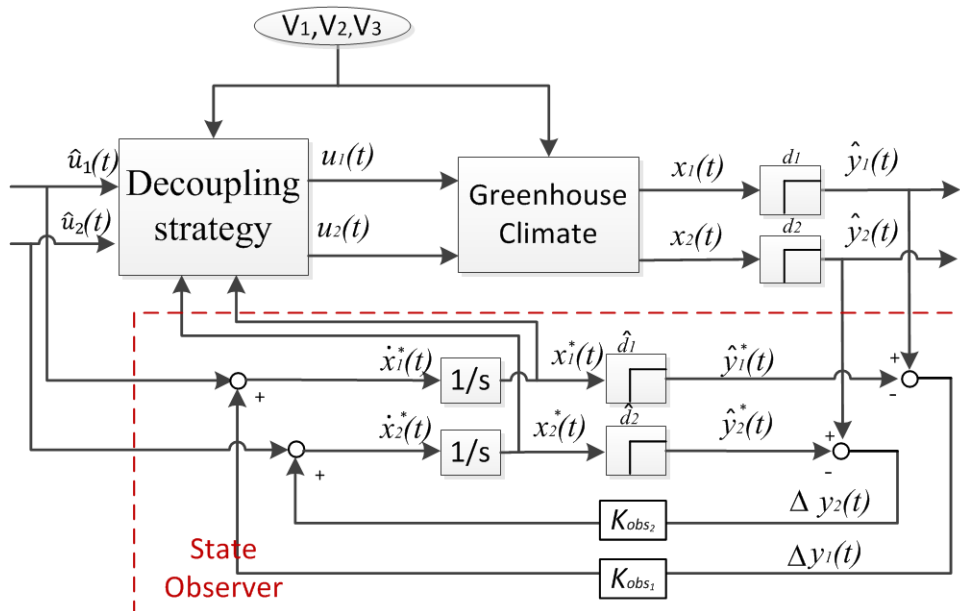 V1,V2,V3
û1(t)
Decoupling
strategy
u1(t)
Greenhouse
Climate
x1(t)
d1
ŷ1(t)
û2(t)
u2(t)
x2(t)
d2
ŷ2(t)
ẋ1*(t)
1/s
x1*(t)
d̂1
ŷ1*(t)
+
-
+
ẋ2*(t)
1/s
x2*(t)
d̂2
ŷ2*(t)
+
-
+
Kobs2
Δ y2(t)
State
Observer
Kobs1
Δy1(t)